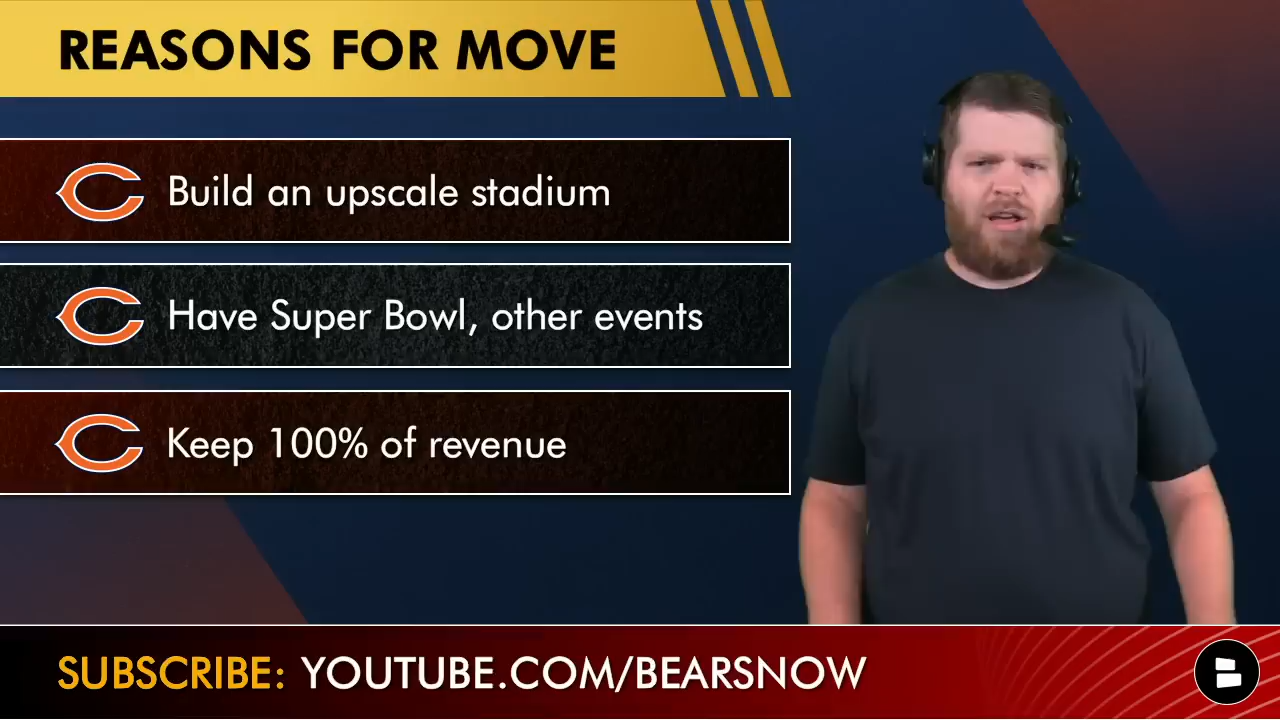 REASONS FOR MOVE
Build an upscale stadium
Have Super Bowl, other events
Keep 100% of revenue
SUBSCRIBE: YOUTUBE.COM/BEARSNOW